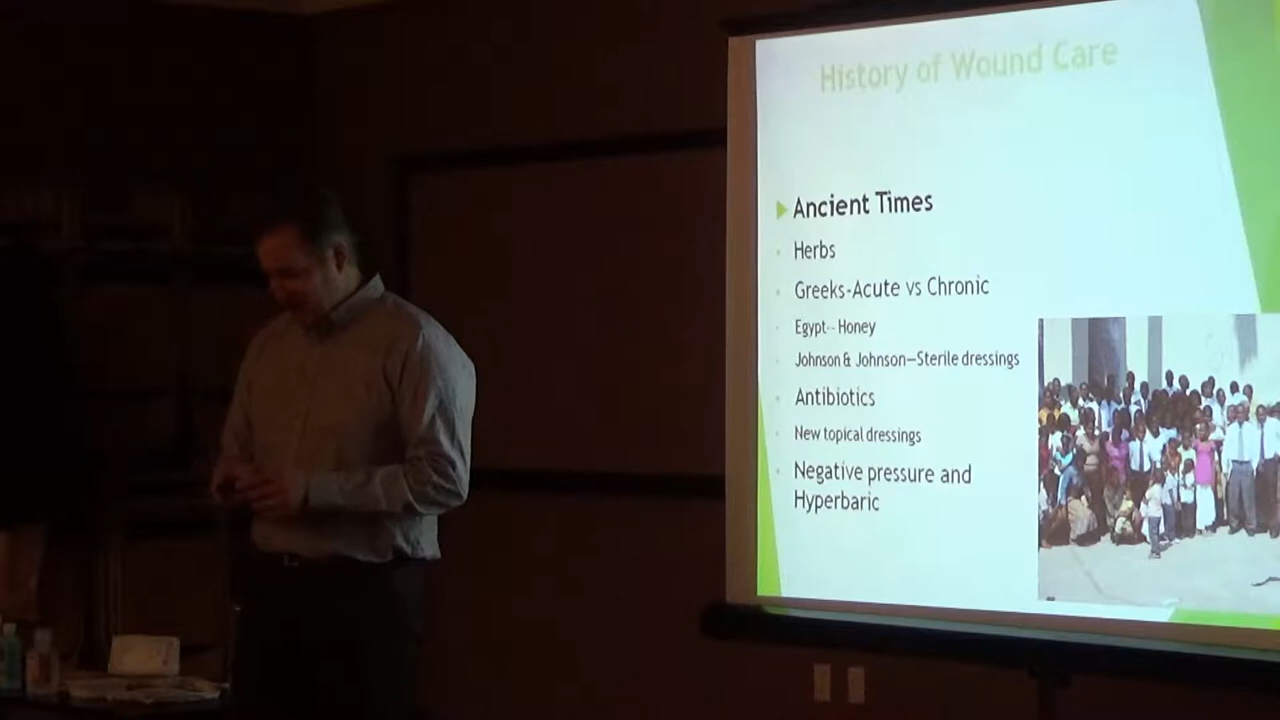 History of Wound Care
Ancient Times
Herbs
Greeks-Acute vs Chronic
Egypt-- Honey
Johnson & Johnson—Sterile dressings
Antibiotics
New topical dressings
Negative pressure and
Hyperbaric